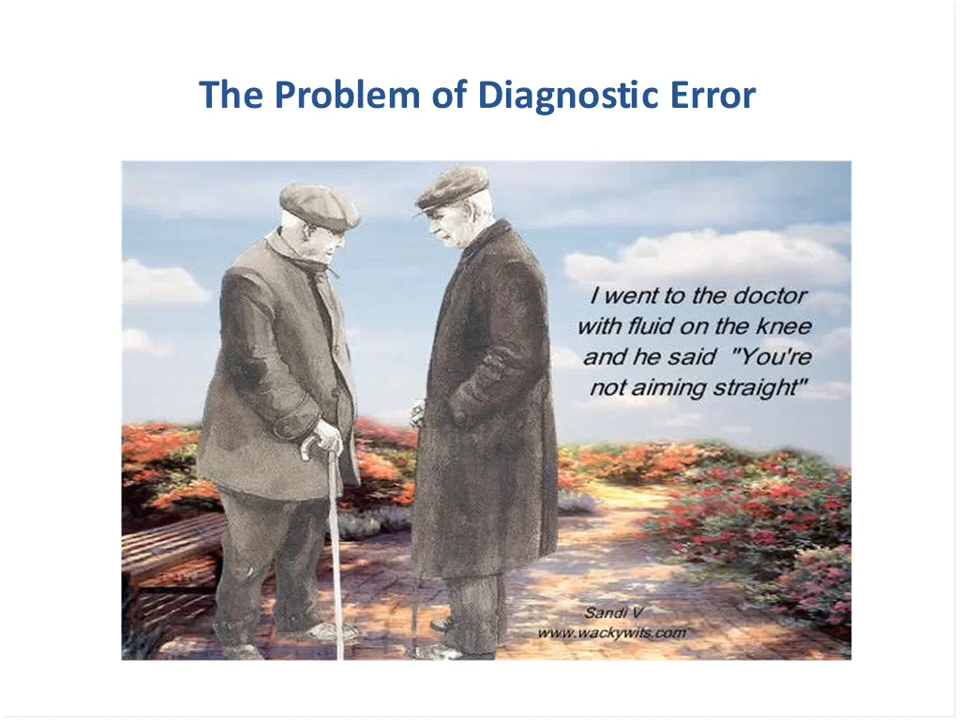 The Problem of Diagnostic Error
I went to the doctor
with fluid on the knee
and he said  "You're
not aiming straight"
Sandi V
www.wackywits.com